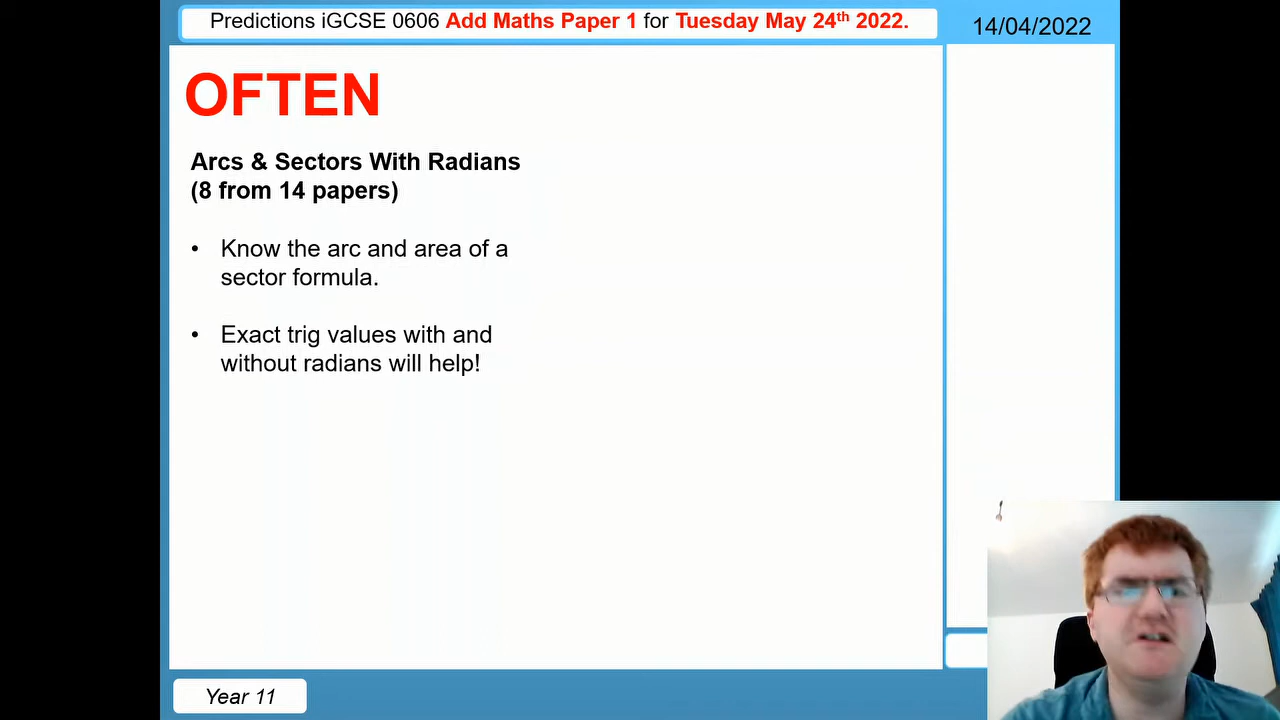 Predictions iGCSE 0606 Add Maths Paper 1 for Tuesday May 24th 2022.
14/04/2022
OFTEN
Arcs & Sectors With Radians
(8 from 14 papers)
• Know the arc and area of a
sector formula.
• Exact trig values with and
without radians will help!
Year 11